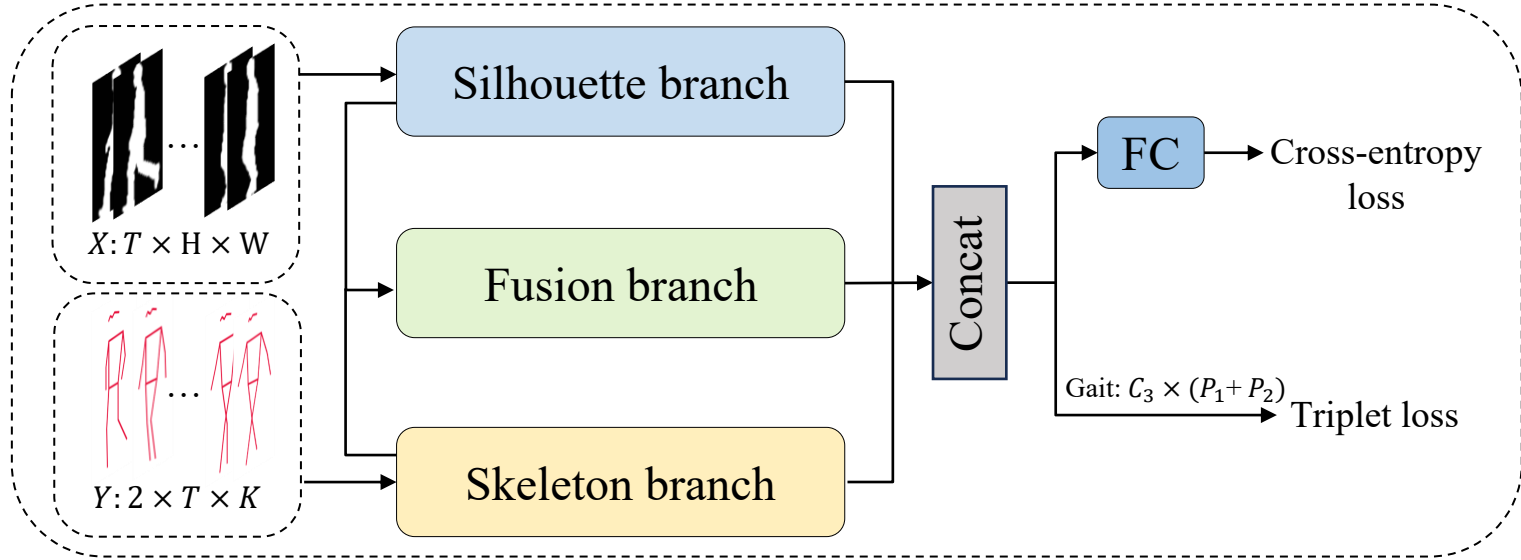 Silhouette branch
…
X: T × H × W
Fusion branch
…
Y: 2 × T × K
Skeleton branch
Concat
FC
Cross-entropy
loss
Gait: C₃ × (P₁+ P₂)
Triplet loss